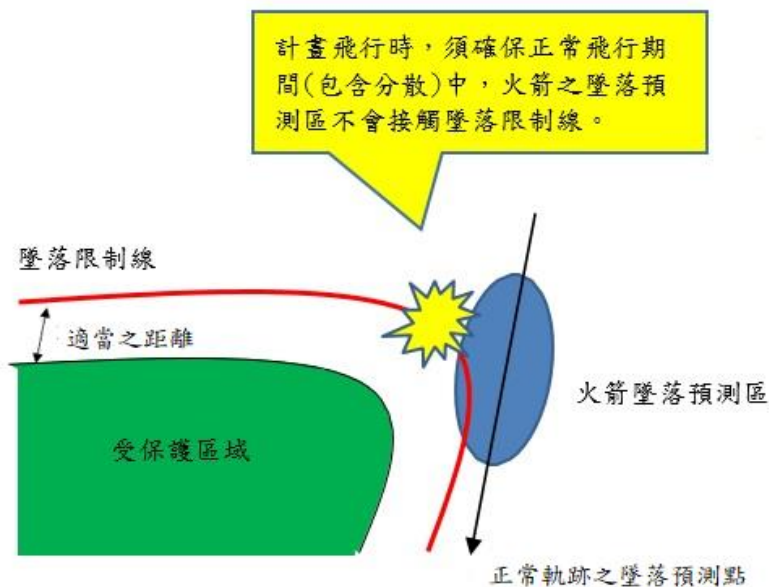 計畫飛行時，須確保正常飛行期
間(包含分散)中，火箭之墜落預
測區不會接觸墜落限制線。
墜落限制線
適當之距離
火箭墜落預測區
受保護區域
正常軌跡之墜落預測點